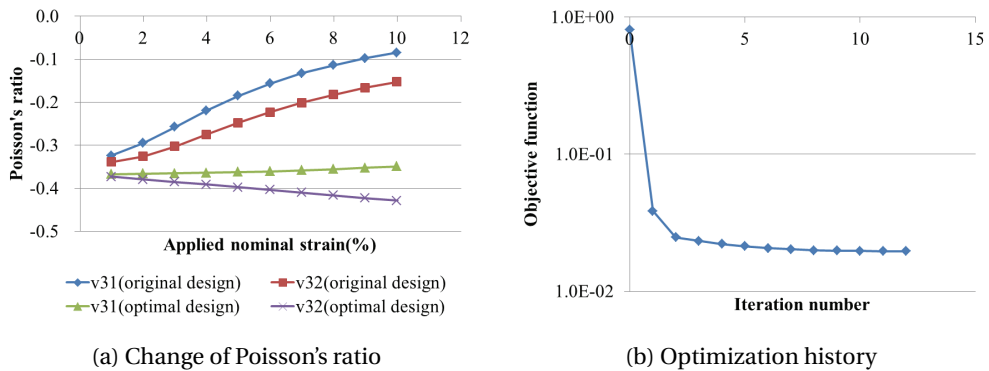 0.0
0 2 4 6 8 10 12
-0.1
-0.2
-0.3
-0.4
-0.5
Poisson's ratio
Applied nominal strain(%)
v31(original design) v32(original design)
v31(optimal design) v32(optimal design)
(a) Change of Poisson's ratio
1.0E+00
0 5 10 15
1.0E-01
1.0E-02
Objective function
Iteration number
(b) Optimization history